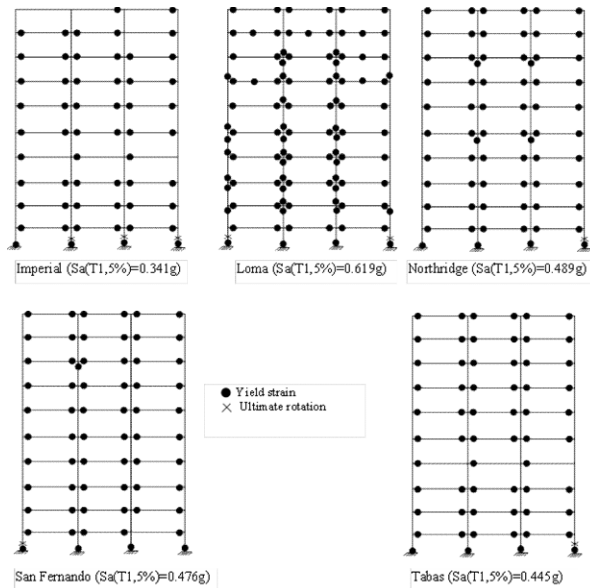 Imperial (Sa(T1,5%)=0.341g)
Loma (Sa(T1,5%)=0.619g)
Northridge (Sa(T1,5%)=0.489g)
Yield strain
Ultimate rotation
San Fernando (Sa(T1,5%)=0.476g)
Tabas (Sa(T1,5%)=0.445g)